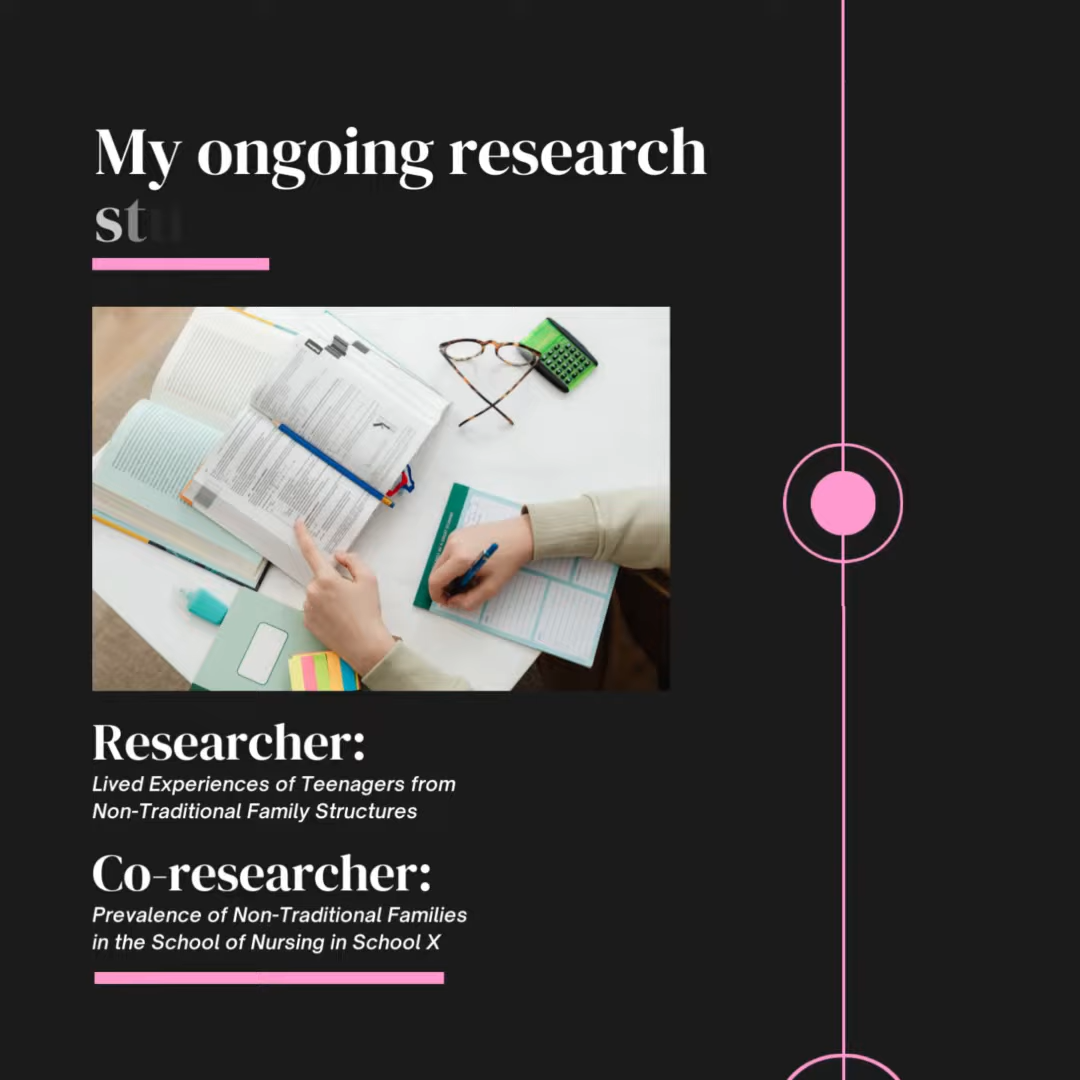 My ongoing research
stu
Researcher:
Lived Experiences of Teenagers from
Non-Traditional Family Structures
Co-researcher:
Prevalence of Non-Traditional Families
in the School of Nursing in School X